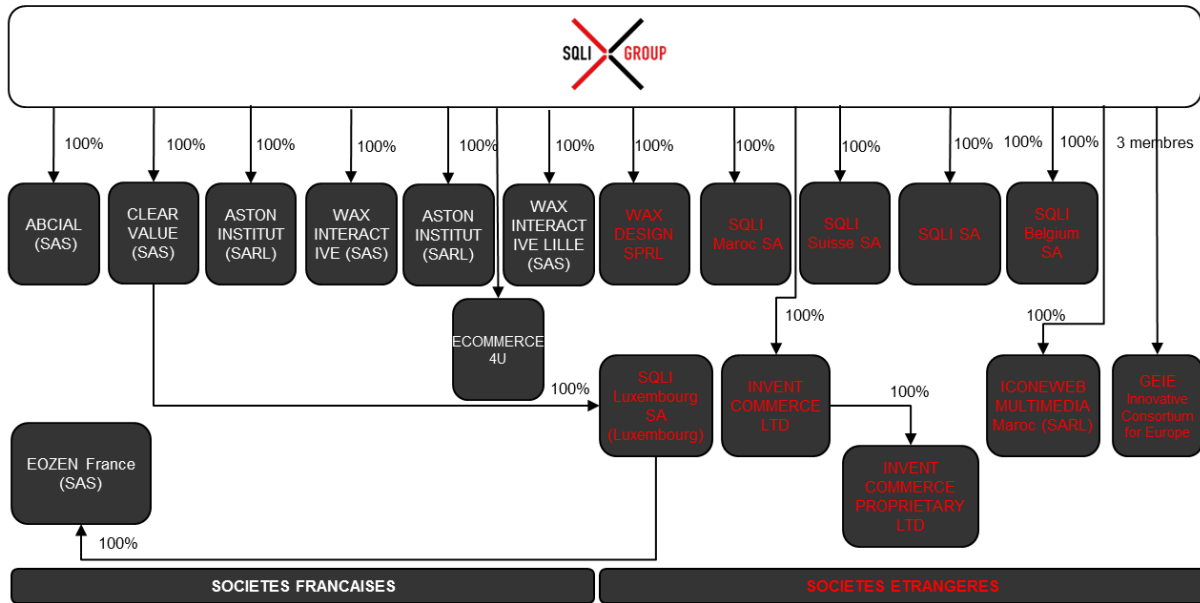 SQLI GROUP
100%
100%
100%
100%
100%
100%
100%
100%
100%
100%
100%
100%
3 membres
ABCIAL
(SAS)
CLEAR
VALUE
(SAS)
ASTON
INSTITUT
(SARL)
WAX
INTERACT
IVE (SAS)
ASTON
INSTITUT
(SARL)
WAX
INTERACT
IVE LILLE
(SAS)
WAX
DESIGN
SPRL
SQLI
Maroc SA
SQLI
Suisse SA
SQLI SA
SQLI
Belgium
SA
ECOMMERCE
4U
100%
100%
100%
SQLI
Luxembourg
SA
(Luxembourg)
INVENT
COMMERCE
LTD
100%
ICONEWEB
MULTIMEDIA
Maroc (SARL)
GEIE
Innovative
Consortium
for Europe
EOZEN France
(SAS)
INVENT
COMMERCE
PROPRIETARY
LTD
100%
SOCIETES FRANCAISES
SOCIETES ETRANGERES